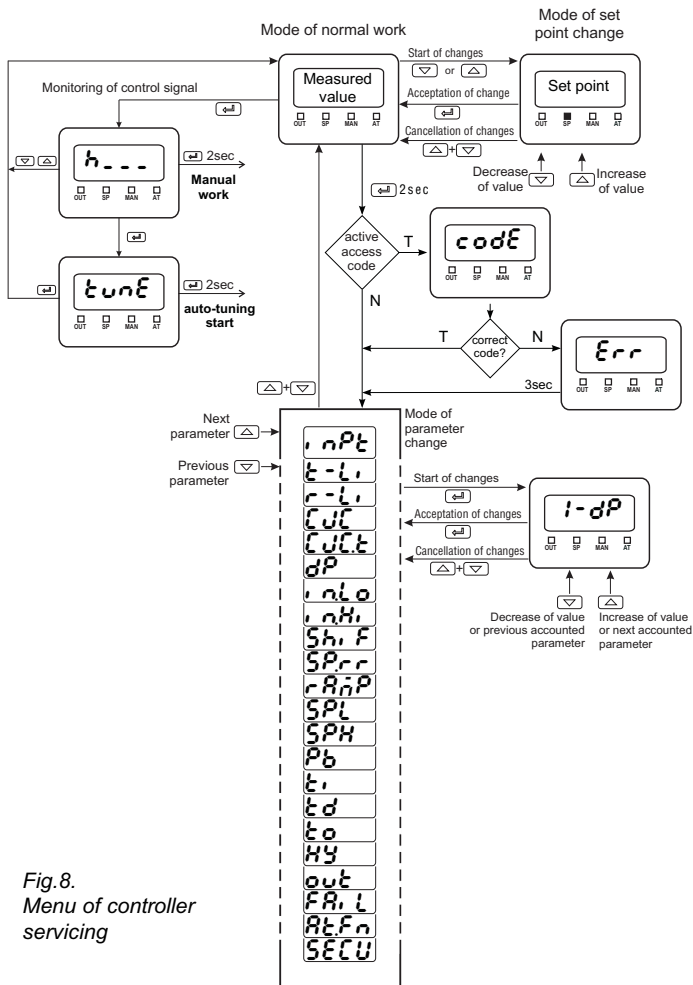 Mode of normal work
Mode of set
point change
Measured
value
OUT SP MAN AT
Start of changes
or
Acceptation of change
Cancellation of changes
+
Set point
OUT SP MAN AT
Decrease
of value
Increase
of value
Monitoring of control signal
h---
OUT SP MAN AT
2sec
Manual
work
tunE
OUT SP MAN AT
2sec
auto-tuning
start
2sec
active
access
code
T
N
codE
OUT SP MAN AT
correct
code?
T
N
Err
OUT SP MAN AT
3sec
+
Next
parameter
Previous
parameter
Mode of
parameter
change
inPt
t-Li
r-Li
CJC
CJC.t
dP
in.Lo
in.Hi
ShiF
SP.rr
rAmP
SPL
SPH
Pb
ti
td
to
HY
out
FAiL
At.Fn
SECU
Start of changes
Acceptation of changes
Cancellation of changes
+
1-dP
OUT SP MAN AT
Decrease of value
or previous accounted
parameter
Increase of value
or next accounted
parameter
Fig.8.
Menu of controller
servicing